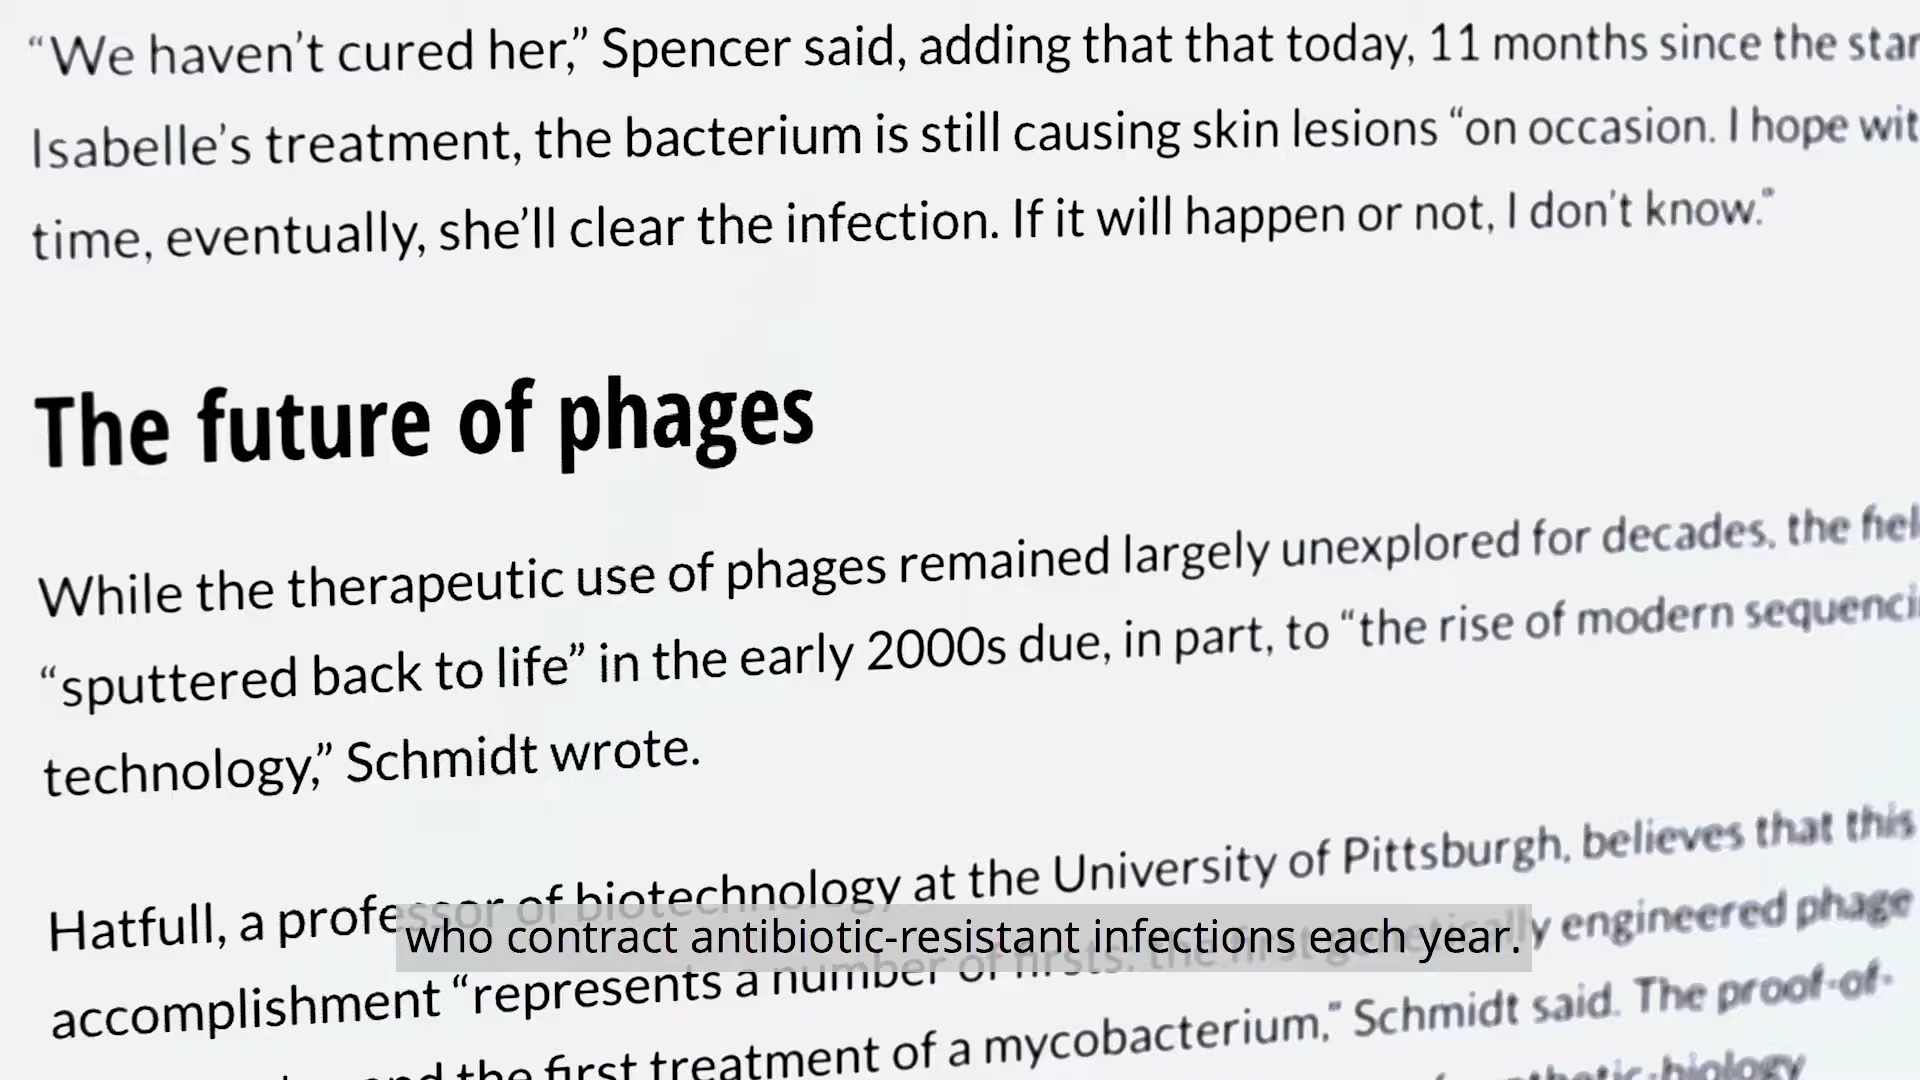 “We haven’t cured her,” Spencer said, adding that that today, 11 months since the
Isabelle’s treatment, the bacterium is still causing skin lesions “on occasion. I hope
time, eventually, she’ll clear the infection. If it will happen or not, I don’t know.”
The future of phages
While the therapeutic use of phages remained largely unexplored for decades, the
“sputtered back to life” in the early 2000s due, in part, to “the rise of modern
technology,” Schmidt wrote.
Hatfull, a professor of biotechnology at the University of Pittsburgh, believes that this
who contract antibiotic-resistant infections each year.
engineered phage
accomplishment “represents a number of firsts: the first
the first treatment of a mycobacterium,” Schmidt said. The proof-of-